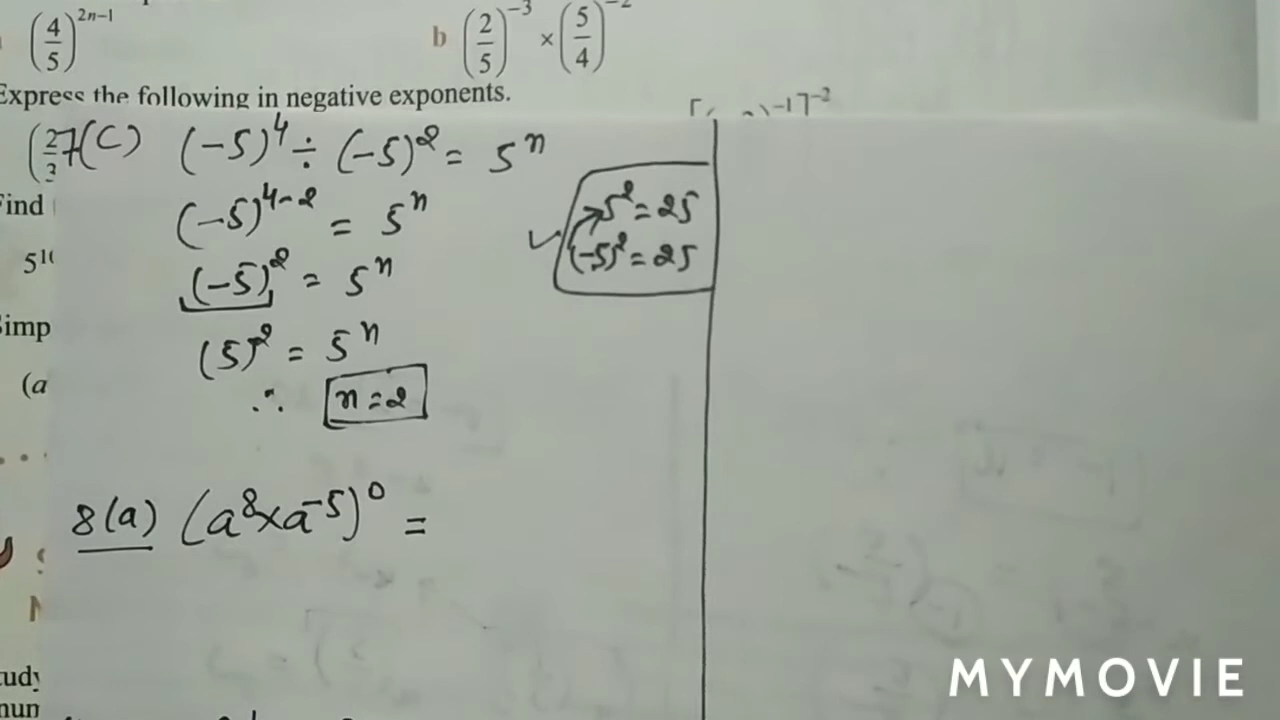 (4/5)^{2n-1} b (2/5)^{-3} × (5/4)^{-2}
Express the following in negative exponents.
7(C) (-5)^4 ÷ (-5)^2 = 5^n
Find
(-5)^{4-2} = 5^n
5^2 = 25
(-5)^2 = 25
(-5)^2 = 5^n
(5)^2 = 5^n
∴ n = 2
8(a) (a^8 × a^{-5})^0 =
MYMOVIE